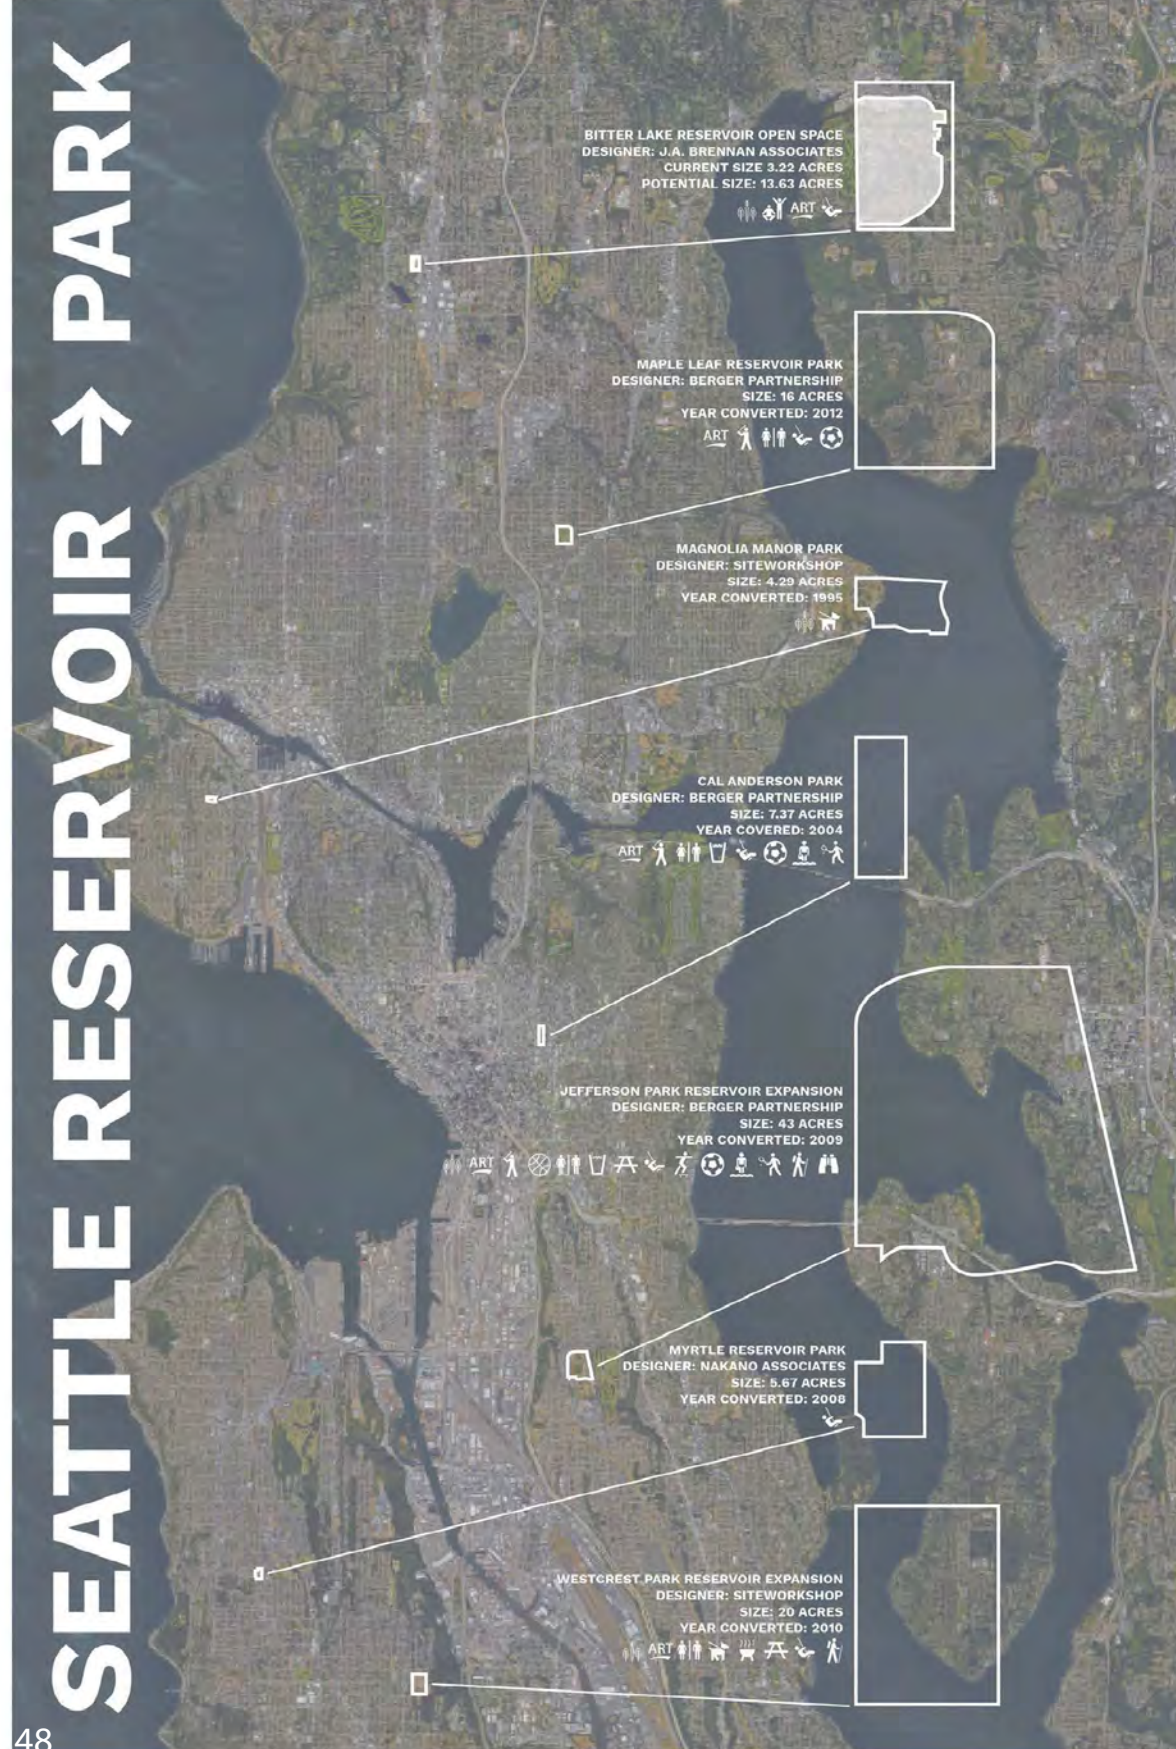 SEATTLE RESERVOIR → PARK
BITTER LAKE RESERVOIR OPEN SPACE
DESIGNER: J.A. BRENNAN ASSOCIATES
CURRENT SIZE 3.22 ACRES
POTENTIAL SIZE: 13.63 ACRES
ART
MAPLE LEAF RESERVOIR PARK
DESIGNER: BERGER PARTNERSHIP
SIZE: 16 ACRES
YEAR CONVERTED: 2012
ART
MAGNOLIA MANOR PARK
DESIGNER: SITEWORKSHOP
SIZE: 4.29 ACRES
YEAR CONVERTED: 1995
CAL ANDERSON PARK
DESIGNER: BERGER PARTNERSHIP
SIZE: 7.37 ACRES
YEAR COVERED: 2004
ART
JEFFERSON PARK RESERVOIR EXPANSION
DESIGNER: BERGER PARTNERSHIP
SIZE: 43 ACRES
YEAR CONVERTED: 2009
ART
MYRTLE RESERVOIR PARK
DESIGNER: NAKANO ASSOCIATES
SIZE: 5.67 ACRES
YEAR CONVERTED: 2008
WESTCREST PARK RESERVOIR EXPANSION
DESIGNER: SITEWORKSHOP
SIZE: 20 ACRES
YEAR CONVERTED: 2010
ART
48